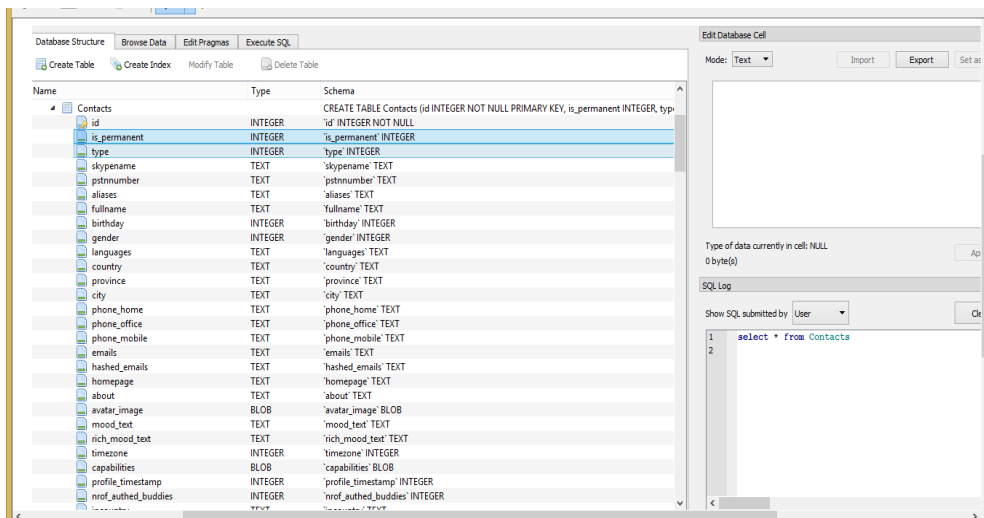 Database Structure Browse Data Edit Pragmas Execute SQL
Create Table Create Index Modify Table Delete Table
Name Type Schema
Contacts CREATE TABLE Contacts (id INTEGER NOT NULL PRIMARY KEY, is_permanent INTEGER, type
id INTEGER `id` INTEGER NOT NULL
is_permanent INTEGER `is_permanent` INTEGER
type INTEGER `type` INTEGER
skypename TEXT `skypename` TEXT
pstnnumber TEXT `pstnnumber` TEXT
aliases TEXT `aliases` TEXT
fullname TEXT `fullname` TEXT
birthday INTEGER `birthday` INTEGER
gender INTEGER `gender` INTEGER
languages TEXT `languages` TEXT
country TEXT `country` TEXT
province TEXT `province` TEXT
city TEXT `city` TEXT
phone_home TEXT `phone_home` TEXT
phone_office TEXT `phone_office` TEXT
phone_mobile TEXT `phone_mobile` TEXT
emails TEXT `emails` TEXT
hashed_emails TEXT `hashed_emails` TEXT
homepage TEXT `homepage` TEXT
about TEXT `about` TEXT
avatar_image BLOB `avatar_image` BLOB
mood_text TEXT `mood_text` TEXT
rich_mood_text TEXT `rich_mood_text` TEXT
timezone INTEGER `timezone` INTEGER
capabilities BLOB `capabilities` BLOB
profile_timestamp INTEGER `profile_timestamp` INTEGER
nrof_authed_buddies INTEGER `nrof_authed_buddies` INTEGER
Edit Database Cell
Mode: Text Import Export Set as
Type of data currently in cell: NULL
0 byte(s) Ap
SQL Log
Show SQL submitted by User Cle
1 select * from Contacts
2